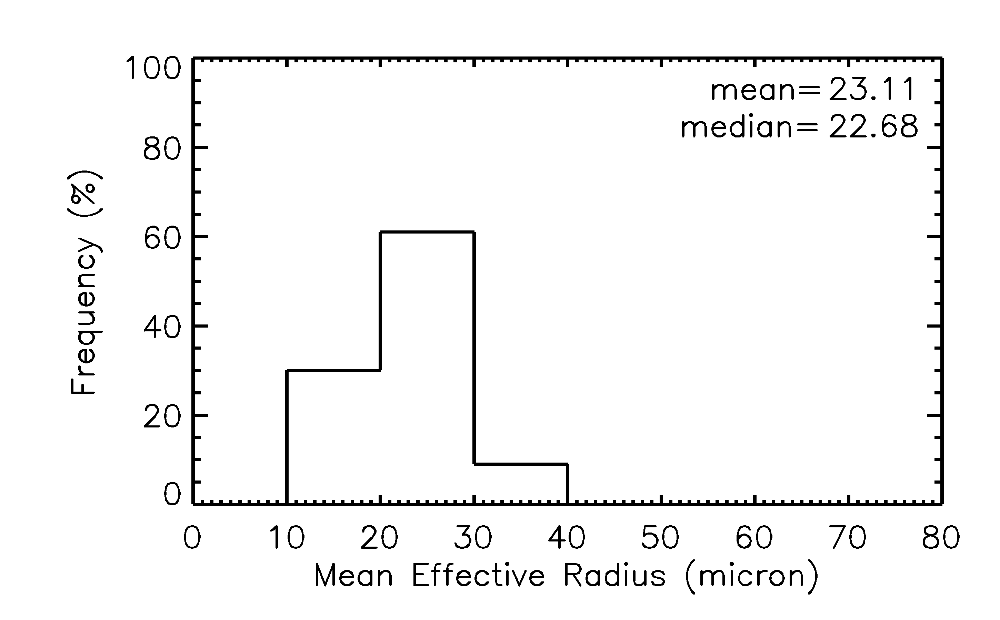 100
mean= 23.11
median= 22.68
80
60
40
20
0
Frequency (%)
0 10 20 30 40 50 60 70 80
Mean Effective Radius (micron)